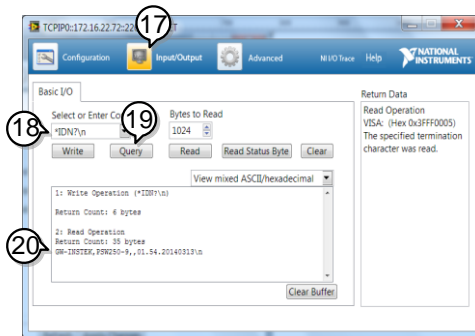 TCPIP0::172.16.22.72::22
T
17
Configuration
Input/Output
Advanced
NI I/O Trace
Help
NATIONAL
INSTRUMENTS
Basic I/O
Return Data
18
Select or Enter Co
19
Bytes to Read
*IDN?\n
1024
Write
Query
Read
Read Status Byte
Clear
Read Operation
VISA: (Hex 0x3FFF0005)
The specified termination
character was read.
View mixed ASCII/hexadecimal
1: Write Operation (*IDN?\n)
Return Count: 6 bytes
2: Read Operation
20
Return Count: 35 bytes
GW-INSTEK,PSW250-9,,01.54.20140313\n
Clear Buffer